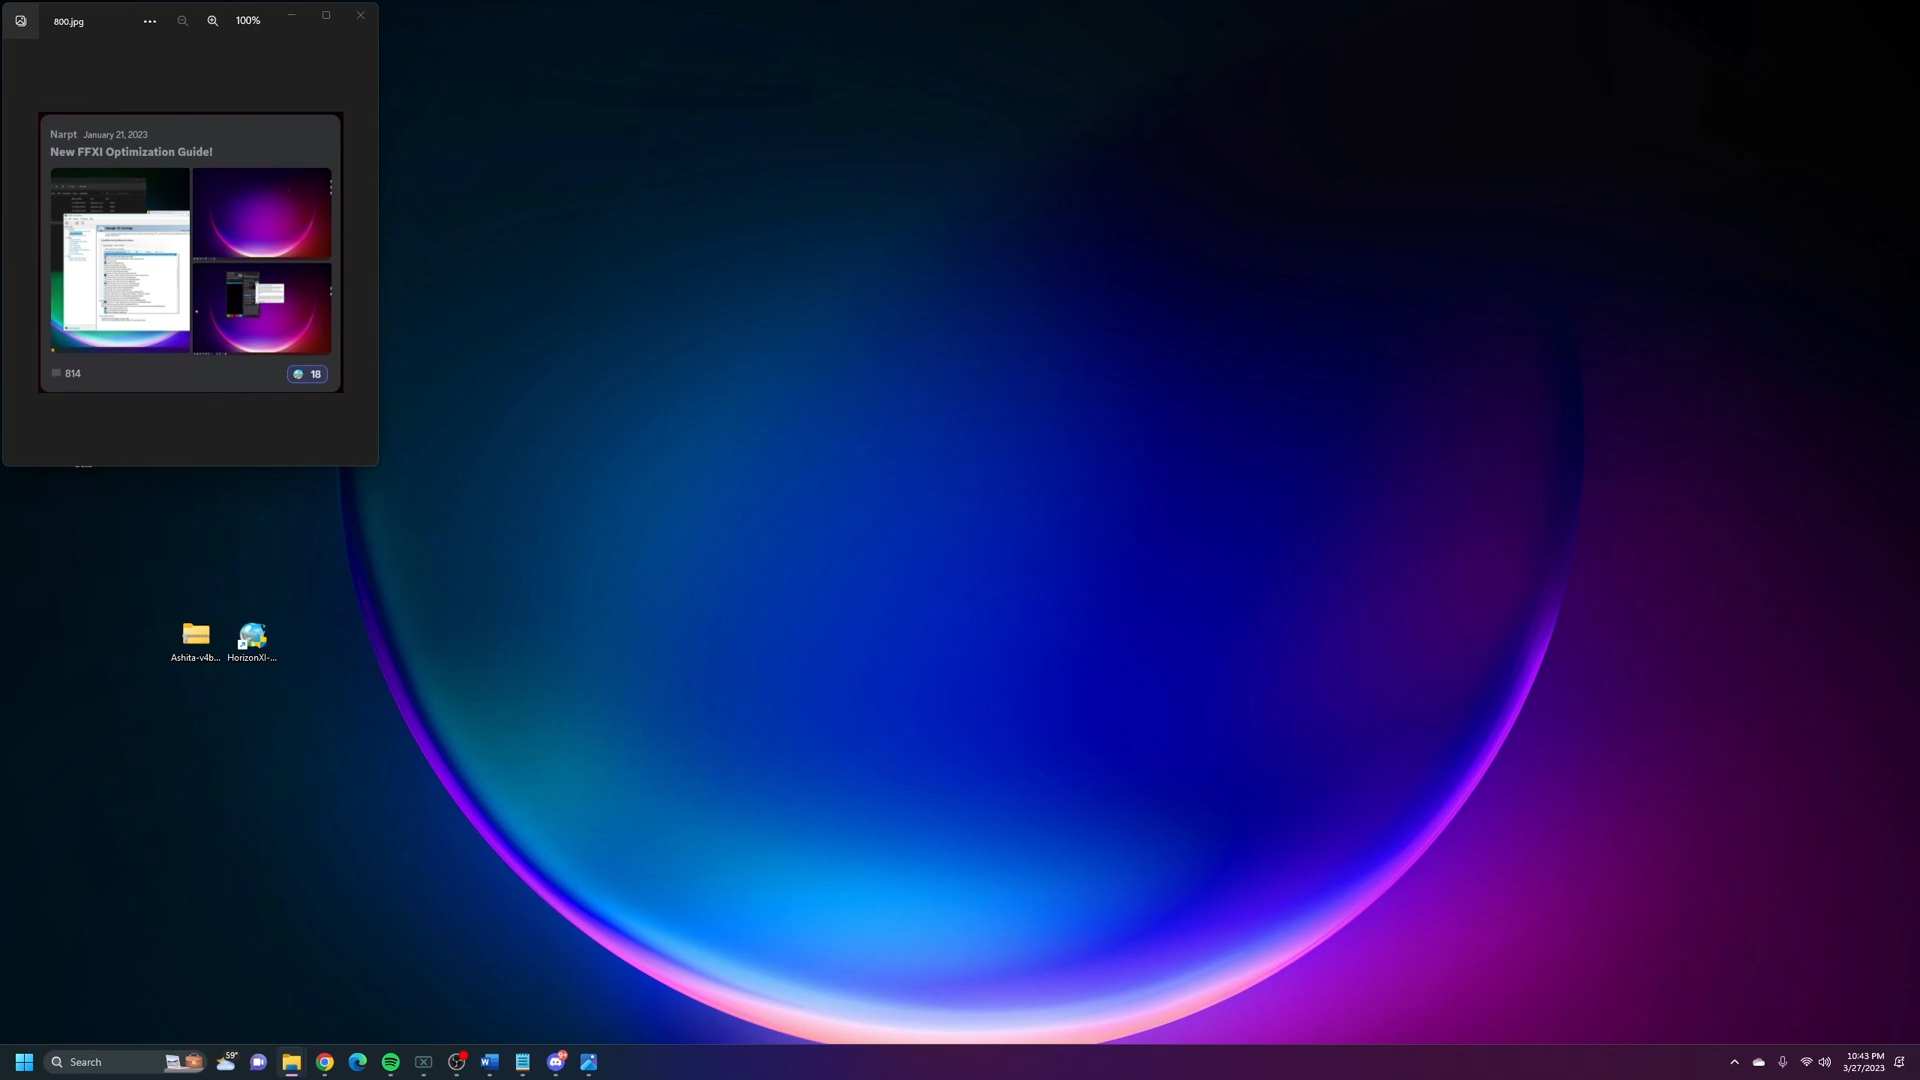 800.jpg
100%
Narpt January 21, 2023
New FFXI Optimization Guide!
814
18
Ashita-v4b...
HorizonXI-...
Search
59°
9+
10:43 PM
3/27/2023